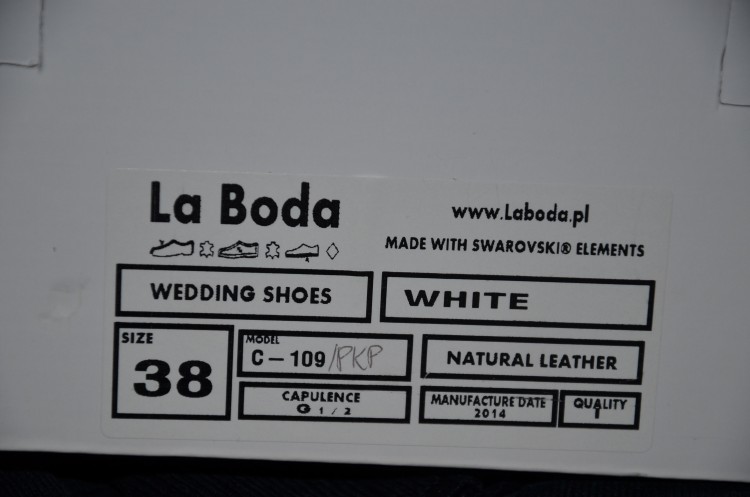 La Boda
www.Laboda.pl
MADE WITH SWAROVSKI® ELEMENTS
WEDDING SHOES
WHITE
SIZE
38
MODEL
C-109/PKP
NATURAL LEATHER
CAPULENCE
G 1/2
MANUFACTURE DATE
2014
QUALITY
I